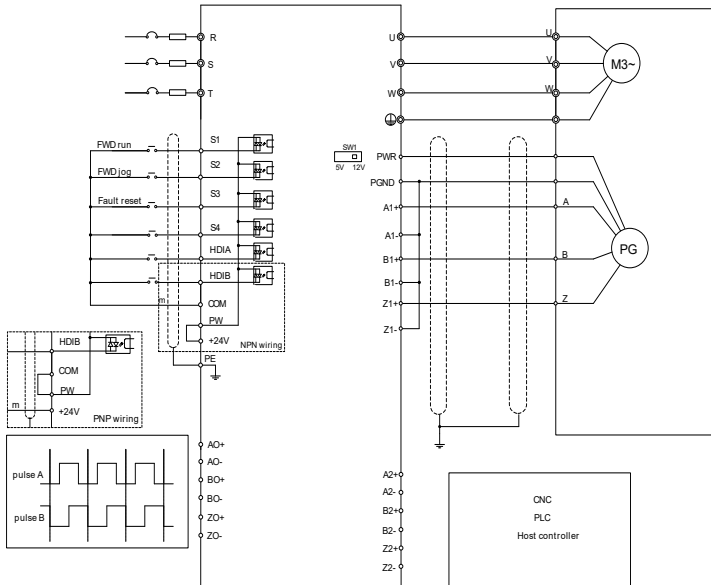 R
S
T
U
V
W
U
V
W
M3~
FWD run
FWD jog
Fault reset
S1
S2
S3
S4
HDIA
HDIB
COM
PW
+24V
m
NPN wiring
PE
SW1
5V 12V
PWR
PGND
A1+
A1-
B1+
B1-
Z1+
Z1-
A
B
Z
PG
HDIB
COM
PW
+24V
m
PNP wiring
pulse A
pulse B
AO+
AO-
BO+
BO-
ZO+
ZO-
A2+
A2-
B2+
B2-
Z2+
Z2-
CNC
PLC
Host controller